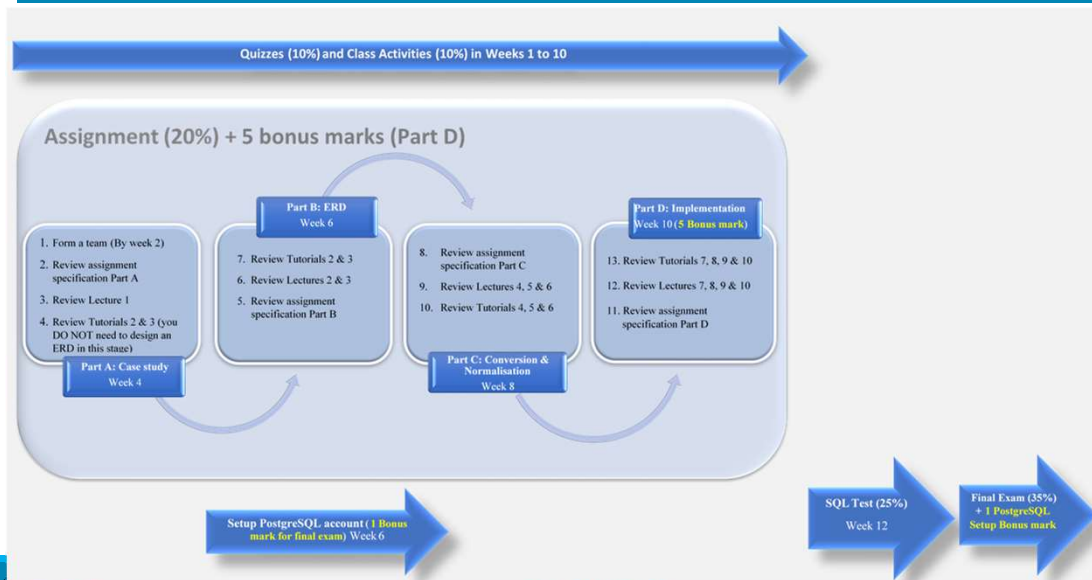 Quizzes (10%) and Class Activities (10%) in Weeks 1 to 10
Assignment (20%) + 5 bonus marks (Part D)
1. Form a team (By week 2)
2. Review assignment
specification Part A
3. Review Lecture 1
4. Review Tutorials 2 & 3 (you
DO NOT need to design an
ERD in this stage)
Part A: Case study
Week 4
Part B: ERD
Week 6
7. Review Tutorials 2 & 3
6. Review Lectures 2 & 3
5. Review assignment
specification Part B
8. Review assignment
specification Part C
9. Review Lectures 4, 5 & 6
10. Review Tutorials 4, 5 & 6
Part C: Conversion &
Normalisation
Week 8
Part D: Implementation
Week 10 (5 Bonus mark)
13. Review Tutorials 7, 8, 9 & 10
12. Review Lectures 7, 8, 9 & 10
11. Review assignment
specification Part D
Setup PostgreSQL account ( 1 Bonus
mark for final exam) Week 6
SQL Test (25%)
Week 12
Final Exam (35%)
+ 1 PostgreSQL
Setup Bonus mark